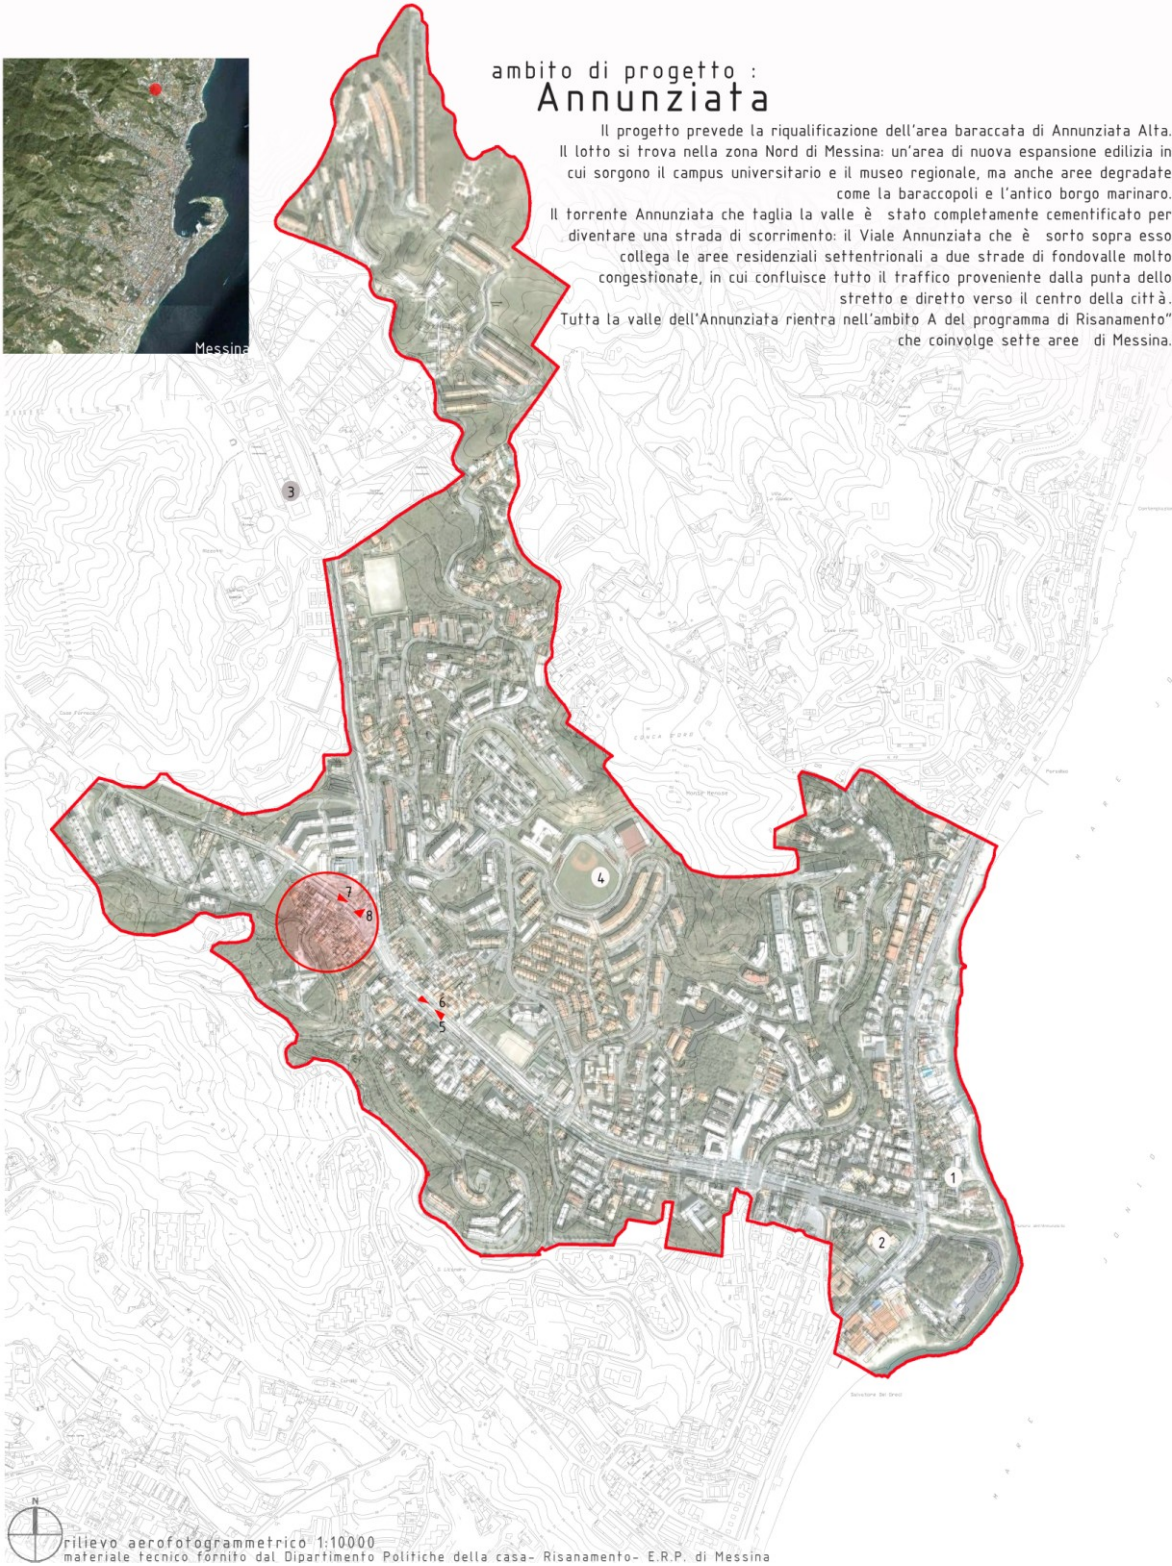 ambito di progetto :
Annunziata
Il progetto prevede la riqualificazione dell'area baraccata di Annunziata Alta.
Il lotto si trova nella zona Nord di Messina: un'area di nuova espansione edilizia in
cui sorgono il campus universitario e il museo regionale, ma anche aree degradate
come la baraccopoli e l'antico borgo marinaro.
Il torrente Annunziata che taglia la valle è stato completamente cementificato per
diventare una strada di scorrimento: il Viale Annunziata che è sorto sopra esso
collega le aree residenziali settentrionali a due strade di fondovalle molto
congestionate, in cui confluisce tutto il traffico proveniente dalla punta dello
stretto e diretto verso il centro della città.
Tutta la valle dell'Annunziata rientra nell'ambito A del programma di Risanamento"
che coinvolge sette aree di Messina.
Messina
3
4
7
8
6
5
1
2
N
rilievo aerofotogrammetrico 1:10000
materiale tecnico fornito dal Dipartimento Politiche della casa- Risanamento- E.R.P. di Messina